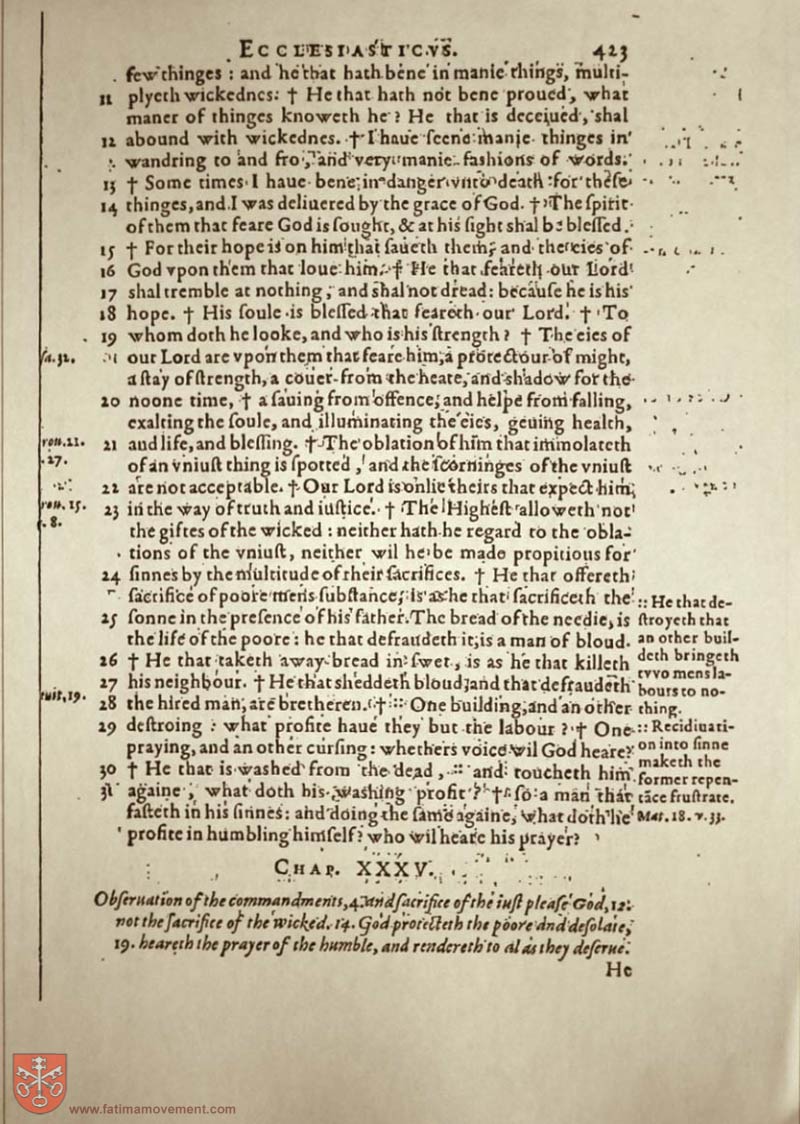 ECCLESIASTICVS. 423
few thinges : and he that hath bene in manie things, multi-
11 plyeth wickednes: † He that hath not bene proued, what
maner of thinges knoweth he? He that is deceiued, shal
12 abound with wickednes. † I haue seene manie thinges in
wandring to and fro, and very manie fashions of words.
13 † Some times I haue bene in danger vnto death for these
14 thinges, and I was deliuered by the grace of God. † The spirit
of them that feare God is sought, & at his sight shal be blessed.
15 † For their hope is on him that saueth them, and the eies of
16 God vpon them that loue him. † He that feareth our Lord
17 shal tremble at nothing, and shal not dread: because he is his
18 hope. † His soule is blessed that feareth our Lord. † To
19 whom doth he looke, and who is his strength? † The eies of
sa.32. our Lord are vpon them that feare him, a protectour of might,
a stay of strength, a couer from the heate, and shadow for the
20 noone time, † a sauing from offence, and helpe from falling,
exalting the soule, and illuminating the eies, geuing health,
rou.21. 21 and life, and blessing. † The oblation of him that immolateth
27. of an vniust thing is spotted, and the scorninges of the vniust
22 are not acceptable. † Our Lord is onlie theirs that expect him,
rou.15. 23 in the way of truth and iustice. † The Highest alloweth not
.8. the giftes of the wicked : neither hath he regard to the obla-
tions of the vniust, neither wil he be made propitious for
24 sinnes by the multitude of their sacrifices. † He that offereth
sacrifice of poore mens substance, is as he that sacrificeth the
25 sonne in the presence of his father. The bread of the needie, is
the life of the poore : he that defraudeth it, is a man of bloud.
26 † He that taketh away bread in swet, is as he that killeth
27 his neighbour. † He that sheddeth bloud, and that defraudeth
tuit,19. 28 the hired man, are bretheren. † :: One building, and an other
29 destroing : what profite haue they but the labour ? † One
praying, and an other cursing: whethers voice wil God heare?
30 † He that is washed from the dead, :: and toucheth him
31 againe, what doth his washing profit? † so a man that
fasteth in his sinnes: and doing the same againe, what doth he
profite in humbling himself? who wil heare his prayer?
:: He that de-
stroyeth that
an other buil-
deth bringeth
tvvo mens la-
bours to no-
thing.
:: Recidiuati-
on into sinne
maketh the
former repen-
tāce frustrate.
Mat. 18. v. 33.
CHAP. XXXV.
Obseruation of the commandments, 4. and sacrifice of the iust please God, 12.
not the sacrifice of the wicked. 14. God protecteth the poore and desolate,
19. heareth the prayer of the humble, and rendereth to al as they deserue.
He
www.fatimamovement.com